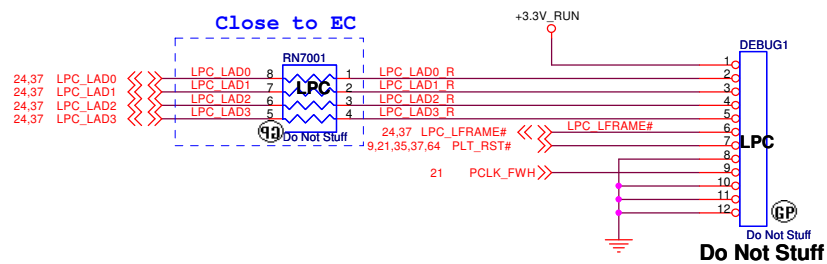 Close to EC
+3.3V_RUN
DEBUG1
RN7001
LPC
24,37 LPC_LAD0 LPC_LAD0 8 1 LPC_LAD0_R
24,37 LPC_LAD1 LPC_LAD1 7 2 LPC_LAD1_R
24,37 LPC_LAD2 LPC_LAD2 6 3 LPC_LAD2_R
24,37 LPC_LAD3 LPC_LAD3 5 4 LPC_LAD3_R
GP
Do Not Stuff
24,37 LPC_LFRAME# LPC_LFRAME#
9,21,35,37,64 PLT_RST#
21 PCLK_FWH
1
2
3
4
5
6
7
8
9
10
11
12
LPC
GP
Do Not Stuff
Do Not Stuff